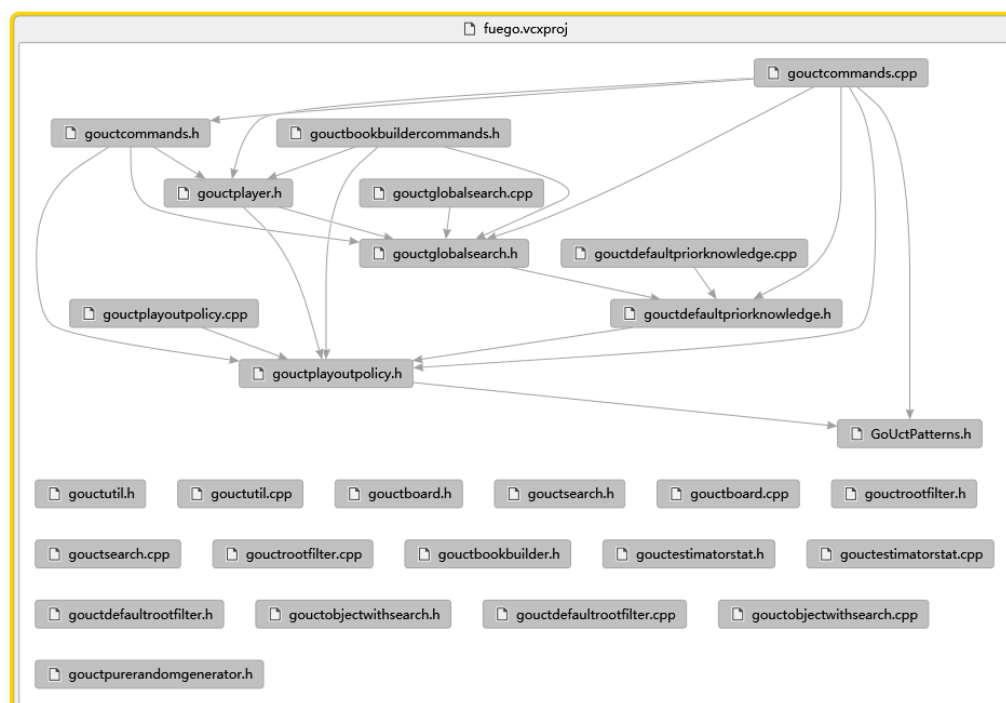 fuego.vcxproj
gouctcommands.cpp
gouctcommands.h
gouctbookbuildercommands.h
gouctplayer.h
gouctglobalsearch.cpp
gouctglobalsearch.h
gouctdefaultpriorknowledge.cpp
gouctplayoutpolicy.cpp
gouctdefaultpriorknowledge.h
gouctplayoutpolicy.h
GoUctPatterns.h
gouctutil.h
gouctutil.cpp
gouctboard.h
gouctsearch.h
gouctboard.cpp
gouctrootfilter.h
gouctsearch.cpp
gouctrootfilter.cpp
gouctbookbuilder.h
gouctestimatorstat.h
gouctestimatorstat.cpp
gouctdefaultrootfilter.h
gouctobjectwithsearch.h
gouctdefaultrootfilter.cpp
gouctobjectwithsearch.cpp
gouctpurerandomgenerator.h